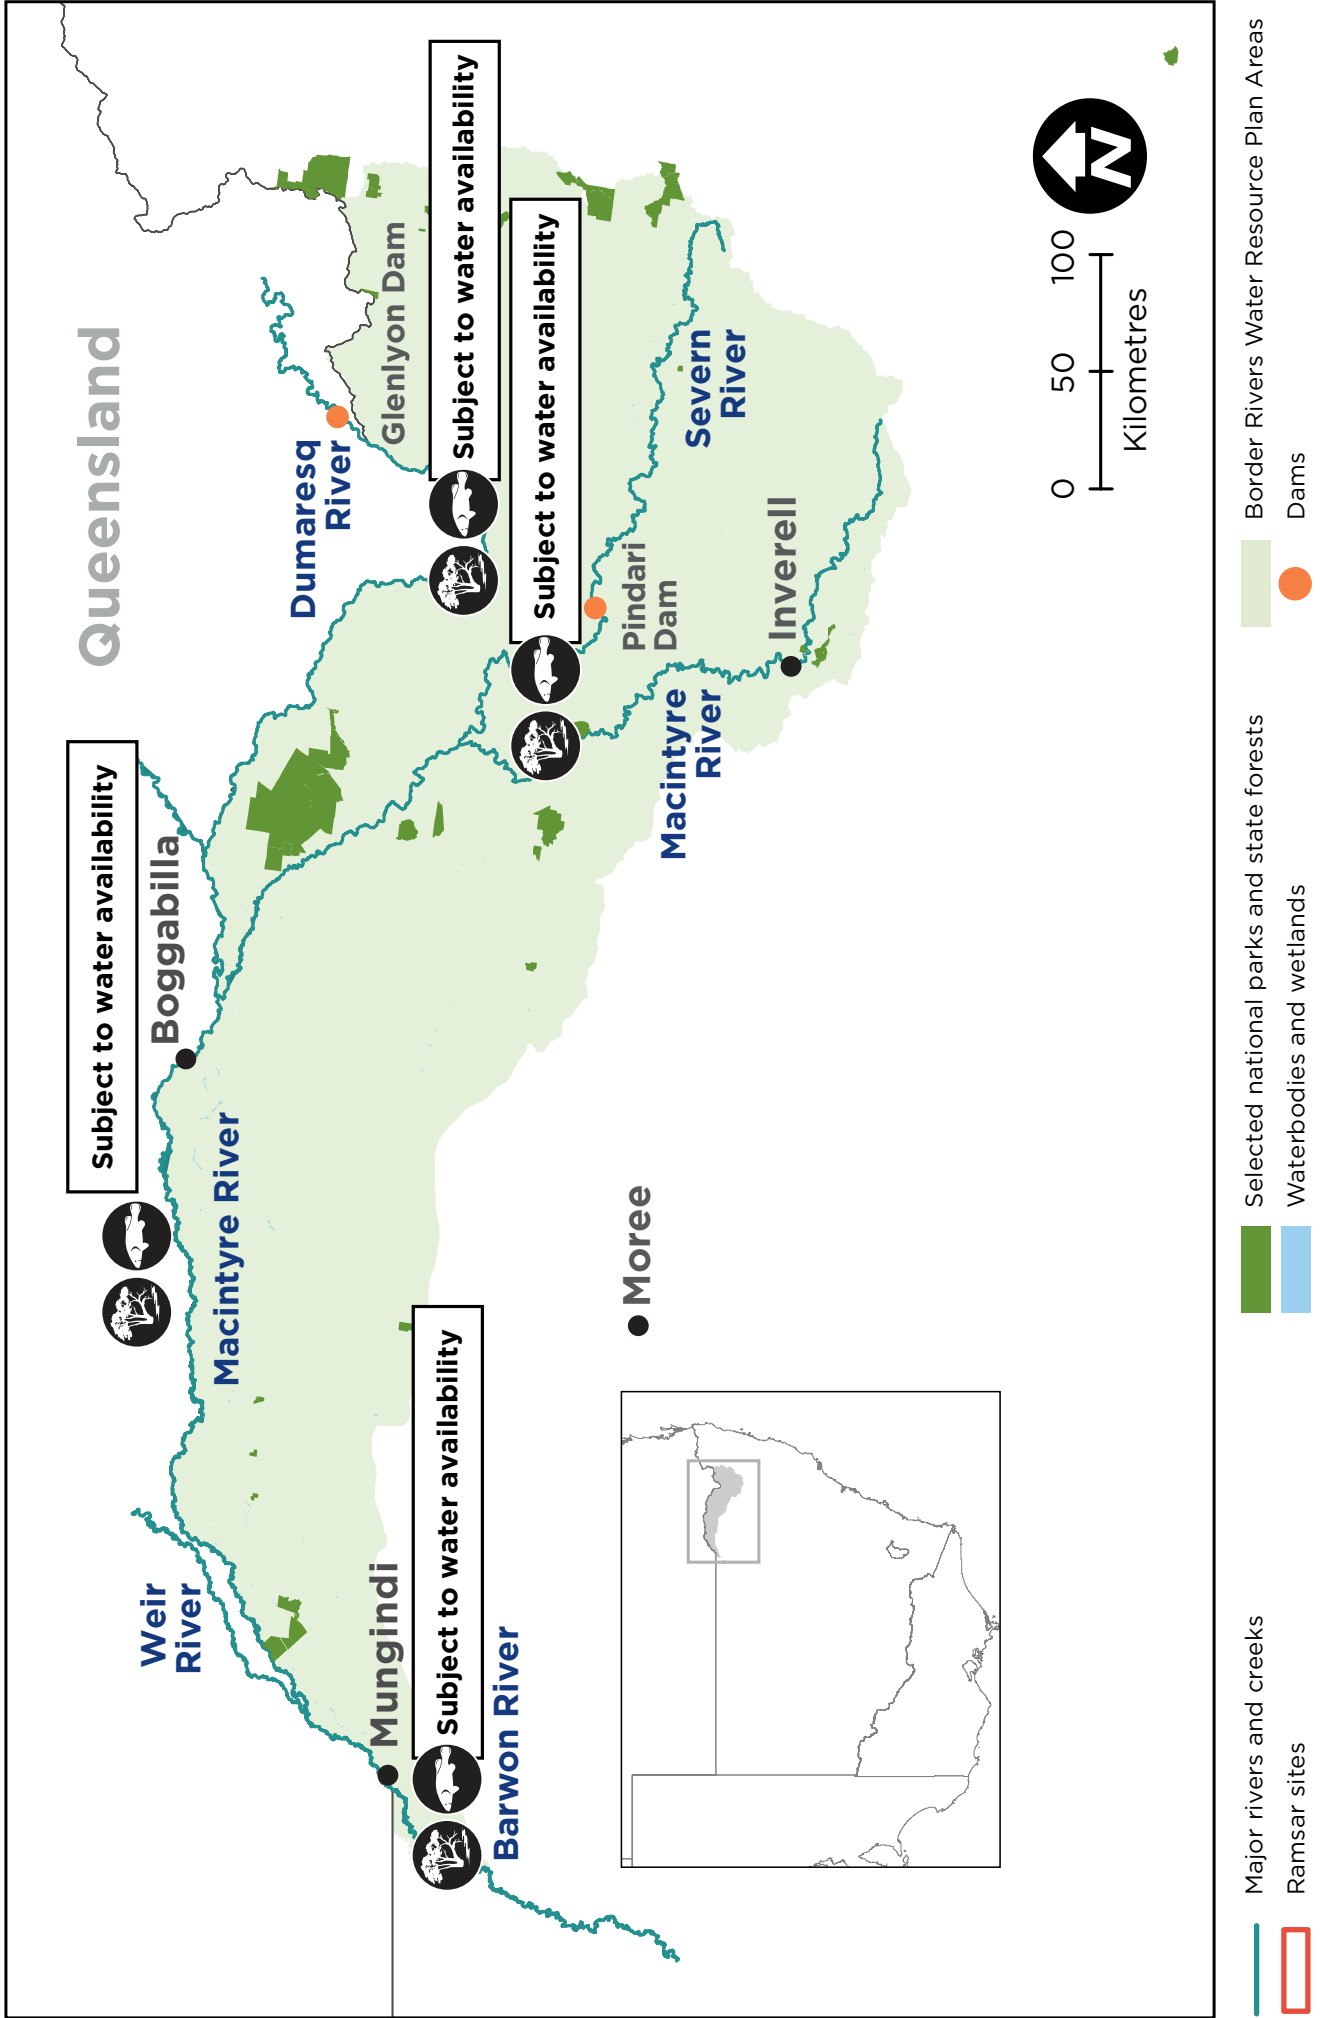 Queensland
Subject to water availability
Boggabilla
Dumaresq
River
Glenlyon Dam
Weir
River
Macintyre River
Subject to water availability
Mungindi
Subject to water availability
Subject to water availability
Barwon River
Pindari
Dam
Severn
River
Macintyre
River
Moree
Inverell
N
0 50 100
Kilometres
Major rivers and creeks
Ramsar sites
Selected national parks and state forests
Waterbodies and wetlands
Border Rivers Water Resource Plan Areas
Dams